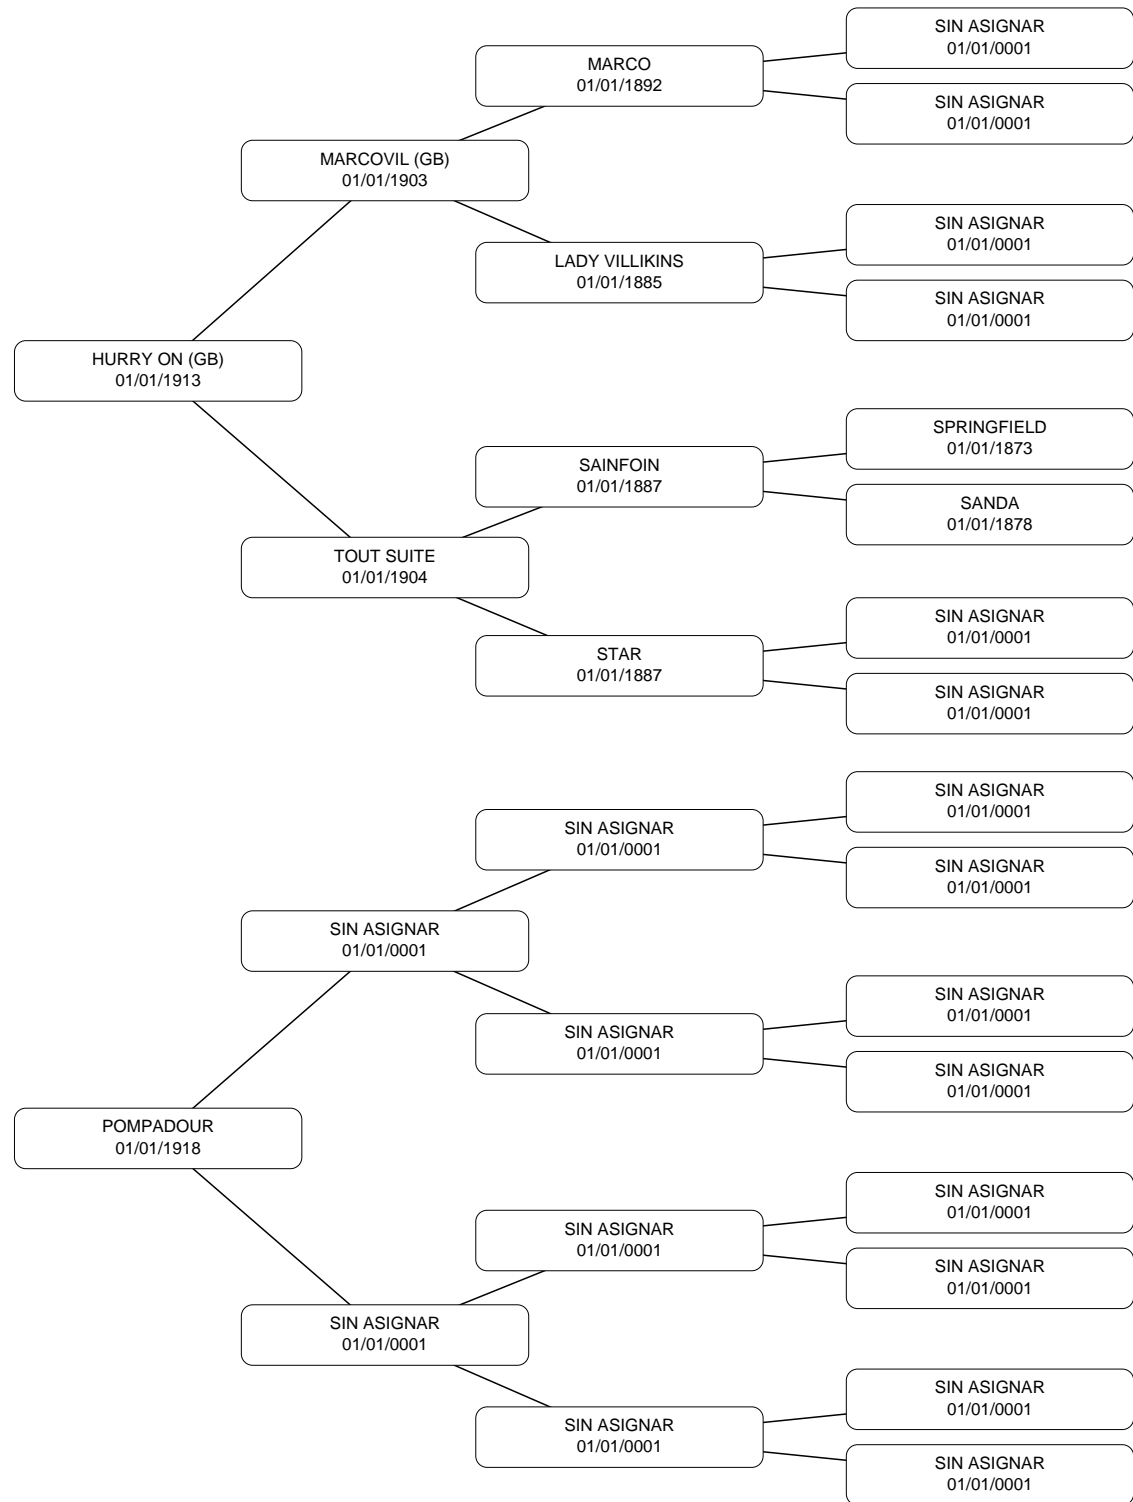 SIN ASIGNAR
01/01/0001
MARCO
01/01/1892
SIN ASIGNAR
01/01/0001
MARCOVIL (GB)
01/01/1903
SIN ASIGNAR
01/01/0001
LADY VILLIKINS
01/01/1885
SIN ASIGNAR
01/01/0001
HURRY ON (GB)
01/01/1913
SPRINGFIELD
01/01/1873
SAINFOIN
01/01/1887
SANDA
01/01/1878
TOUT SUITE
01/01/1904
SIN ASIGNAR
01/01/0001
STAR
01/01/1887
SIN ASIGNAR
01/01/0001
SIN ASIGNAR
01/01/0001
SIN ASIGNAR
01/01/0001
SIN ASIGNAR
01/01/0001
SIN ASIGNAR
01/01/0001
SIN ASIGNAR
01/01/0001
SIN ASIGNAR
01/01/0001
SIN ASIGNAR
01/01/0001
POMPADOUR
01/01/1918
SIN ASIGNAR
01/01/0001
SIN ASIGNAR
01/01/0001
SIN ASIGNAR
01/01/0001
SIN ASIGNAR
01/01/0001
SIN ASIGNAR
01/01/0001
SIN ASIGNAR
01/01/0001
SIN ASIGNAR
01/01/0001